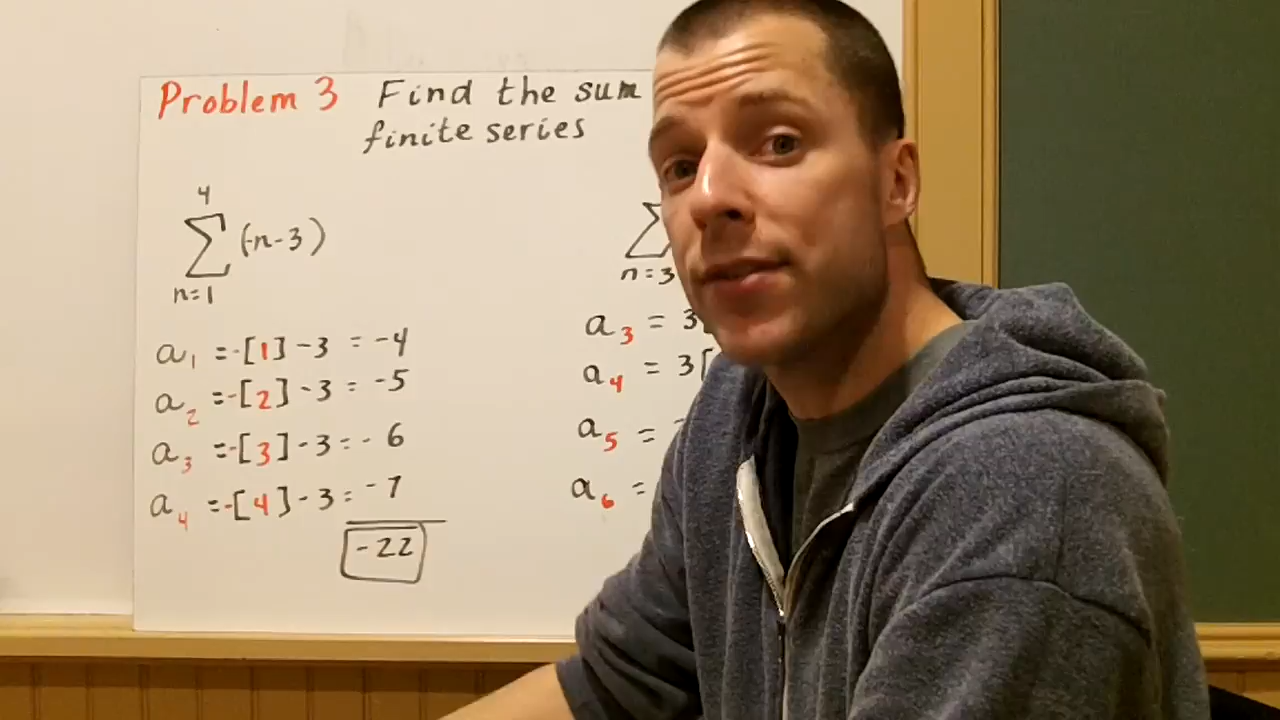 Problem 3 Find the sum
finite series
4
∑ (-n-3)
n=1
a₁ = -[1] -3 = -4
a₂ = -[2] -3 = -5
a₃ = -[3] -3 = -6
a₄ = -[4] -3 = -7
-22
∑
n=3
a₃ = 3[
a₄ = 3[
a₅ =
a₆ =